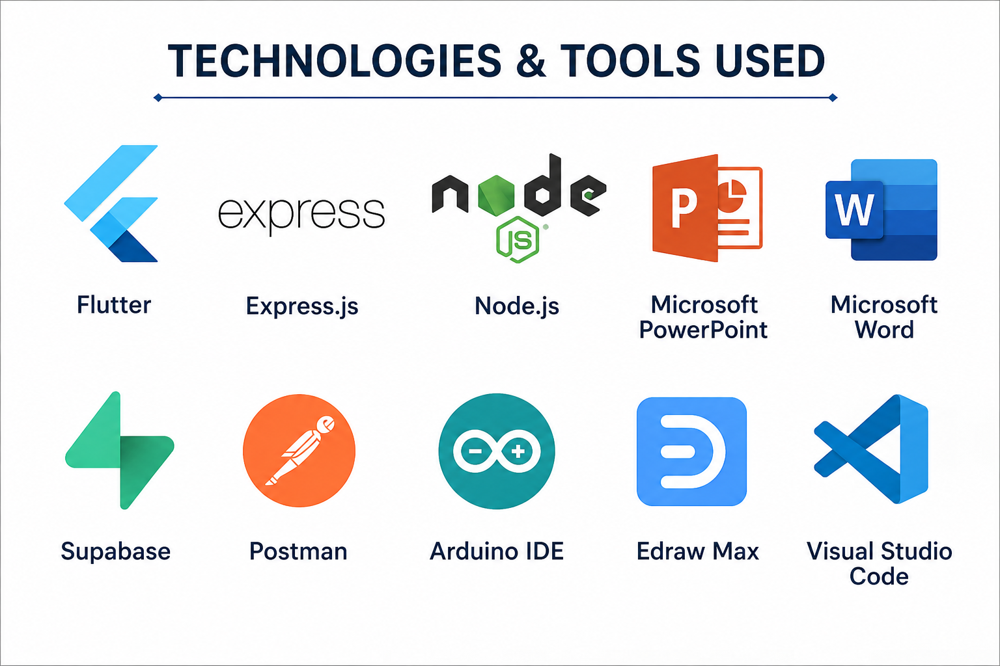 TECHNOLOGIES & TOOLS USED
express
node
JS
P
W
Flutter
Express.js
Node.js
Microsoft
PowerPoint
Microsoft
Word
Supabase
Postman
Arduino IDE
Edraw Max
Visual Studio
Code